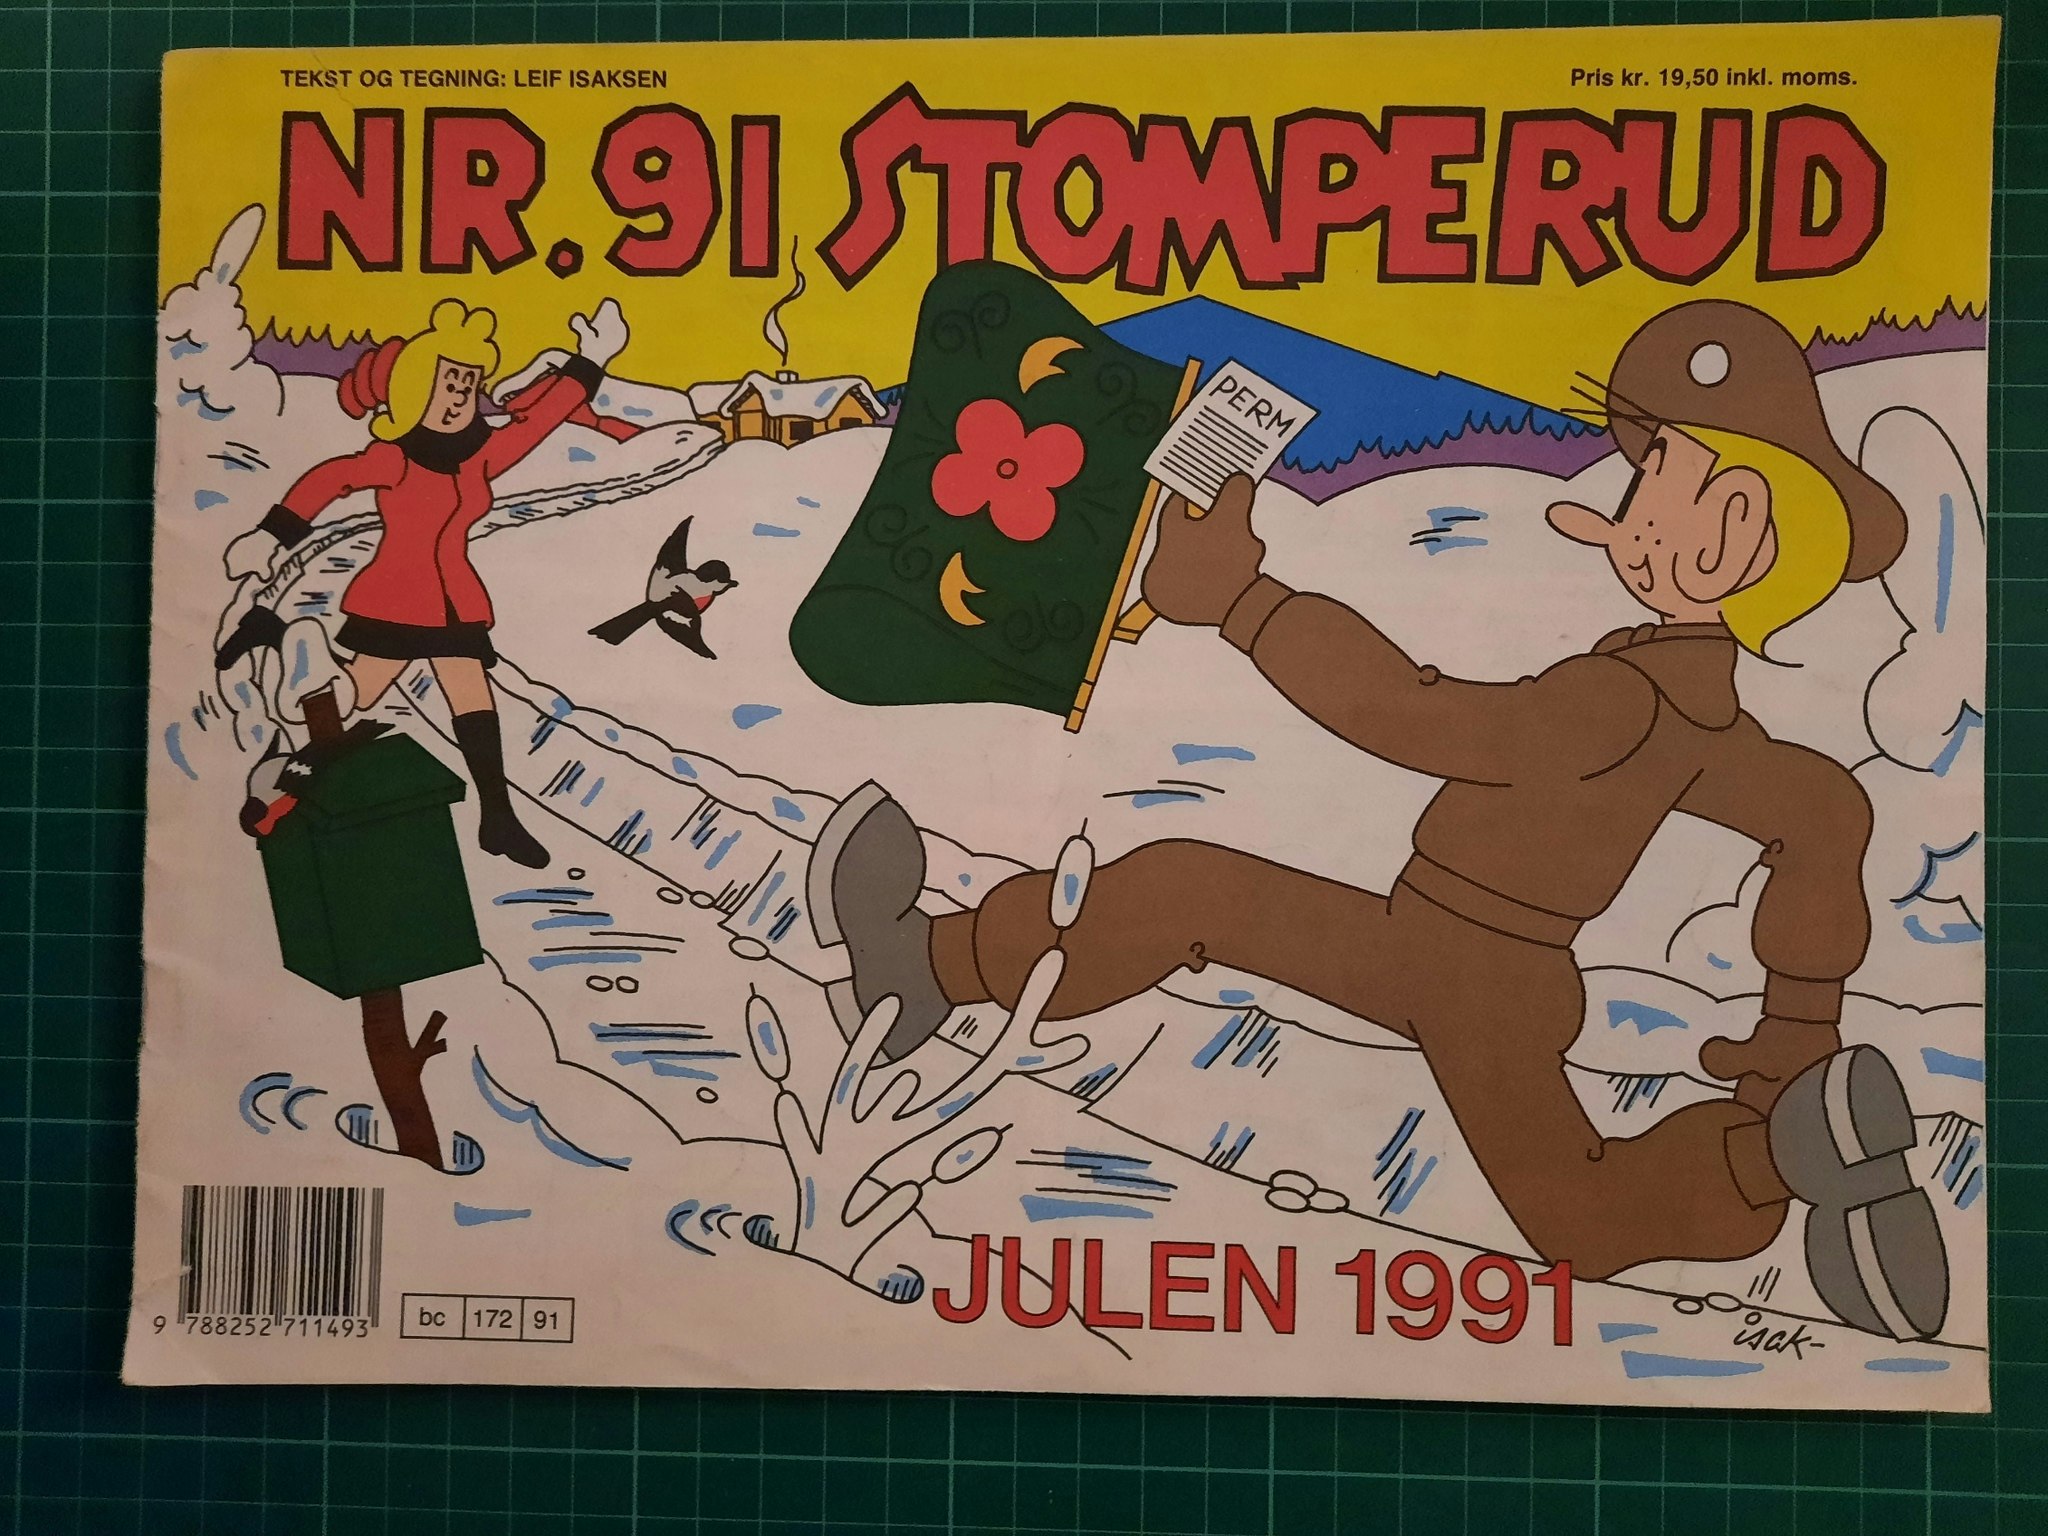 TEKST OG TEGNING: LEIF ISAKSEN
Pris kr. 19,50 inkl. moms.
NR. 91 STOMPERUD
PERM
JULEN 1991
isak-
9 788252 711493
bc 172 91